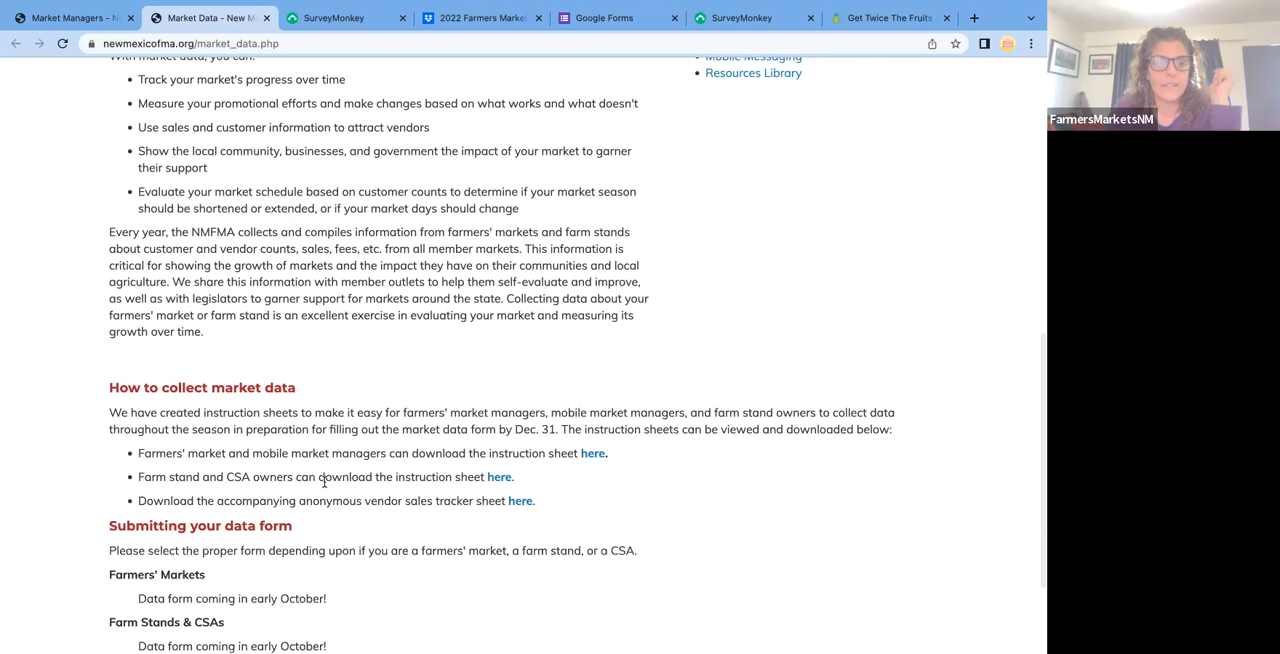 Market Managers - N
Market Data - New M
SurveyMonkey
2022 Farmers Marke
Google Forms
SurveyMonkey
Get Twice The Fruits
newmexicofma.org/market_data.php
With market data, you can:
• Track your market's progress over time
• Measure your promotional efforts and make changes based on what works and what doesn't
• Use sales and customer information to attract vendors
• Show the local community, businesses, and government the impact of your market to garner
their support
• Evaluate your market schedule based on customer counts to determine if your market season
should be shortened or extended, or if your market days should change
Every year, the NMFMA collects and compiles information from farmers' markets and farm stands
about customer and vendor counts, sales, fees, etc. from all member markets. This information is
critical for showing the growth of markets and the impact they have on their communities and local
agriculture. We share this information with member outlets to help them self-evaluate and improve,
as well as with legislators to garner support for markets around the state. Collecting data about your
farmers' market or farm stand is an excellent exercise in evaluating your market and measuring its
growth over time.
• Mobile Messaging
• Resources Library
FarmersMarketsNM
How to collect market data
We have created instruction sheets to make it easy for farmers' market managers, mobile market managers, and farm stand owners to collect data
throughout the season in preparation for filling out the market data form by Dec. 31. The instruction sheets can be viewed and downloaded below:
• Farmers' market and mobile market managers can download the instruction sheet here.
• Farm stand and CSA owners can download the instruction sheet here.
• Download the accompanying anonymous vendor sales tracker sheet here.
Submitting your data form
Please select the proper form depending upon if you are a farmers' market, a farm stand, or a CSA.
Farmers' Markets
Data form coming in early October!
Farm Stands & CSAs
Data form coming in early October!